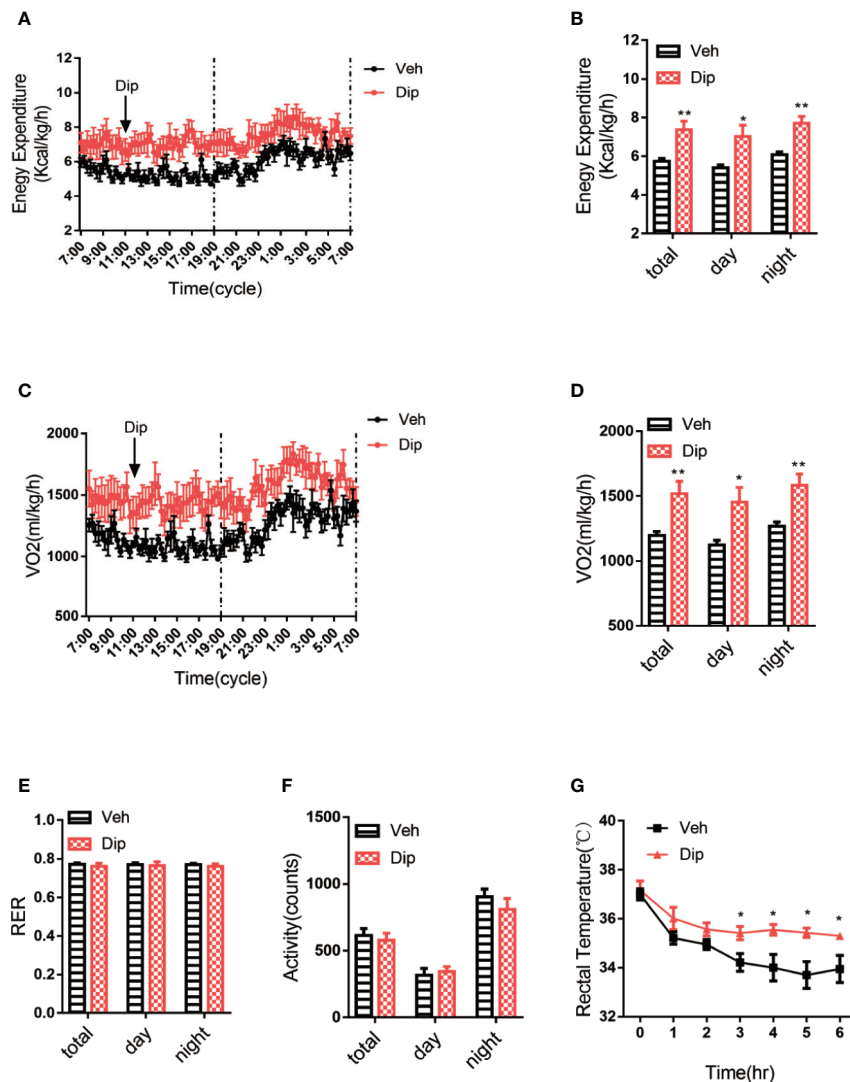 A
Enegy Expenditure
(Kcal/kg/h)
12
10
8
6
4
2
Dip
Veh
Dip
7:00
9:00
11:00
13:00
15:00
17:00
19:00
21:00
23:00
1:00
3:00
5:00
7:00
Time(cycle)
B
Enegy Expenditure
(Kcal/kg/h)
12
10
8
6
4
2
Veh
Dip
**
*
**
total
day
night
C
VO2(ml/kg/h)
2000
1500
1000
500
Dip
Veh
Dip
7:00
9:00
11:00
13:00
15:00
17:00
19:00
21:00
23:00
1:00
3:00
5:00
7:00
Time(cycle)
D
VO2(ml/kg/h)
2000
1500
1000
500
Veh
Dip
**
*
**
total
day
night
E
RER
1.0
0.8
0.6
0.4
0.2
0.0
Veh
Dip
total
day
night
F
Activity(counts)
1500
1000
500
0
Veh
Dip
total
day
night
G
Rectal Temperature(℃)
40
38
36
34
32
Veh
Dip
*
*
*
*
0
1
2
3
4
5
6
Time(hr)